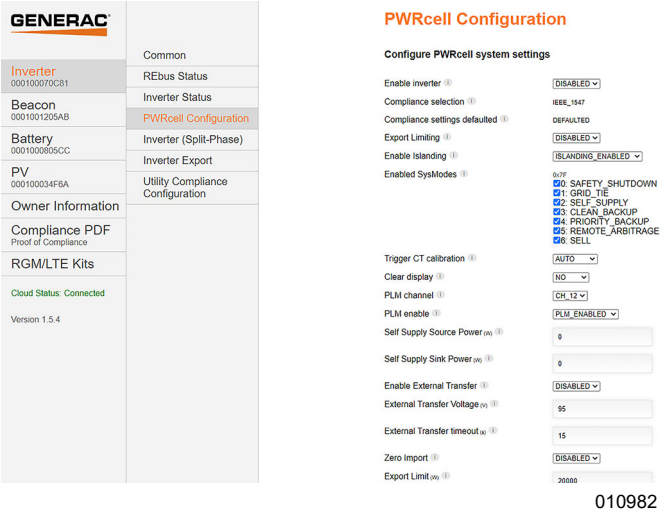 GENERAC
Inverter
000100070C81
Beacon
0001001205AB
Battery
0001000805CC
PV
000100034F6A
Owner Information
Compliance PDF
Proof of Compliance
RGM/LTE Kits
Cloud Status: Connected
Version 1.5.4
Common
REbus Status
Inverter Status
PWRcell Configuration
Inverter (Split-Phase)
Inverter Export
Utility Compliance
Configuration
PWRcell Configuration
Configure PWRcell system settings
Enable inverter DISABLED
Compliance selection IEEE_1547
Compliance settings defaulted DEFAULTED
Export Limiting DISABLED
Enable Islanding ISLANDING_ENABLED
Enabled SysModes 0x7F
0: SAFETY_SHUTDOWN
1: GRID_TIE
2: SELF_SUPPLY
3: CLEAN_BACKUP
4: PRIORITY_BACKUP
5: REMOTE_ARBITRAGE
6: SELL
Trigger CT calibration AUTO
Clear display NO
PLM channel CH_12
PLM enable PLM_ENABLED
Self Supply Source Power (W) 0
Self Supply Sink Power (W) 0
Enable External Transfer DISABLED
External Transfer Voltage (V) 95
External Transfer timeout 15
Zero Import DISABLED
Export Limit (W) 20000
010982